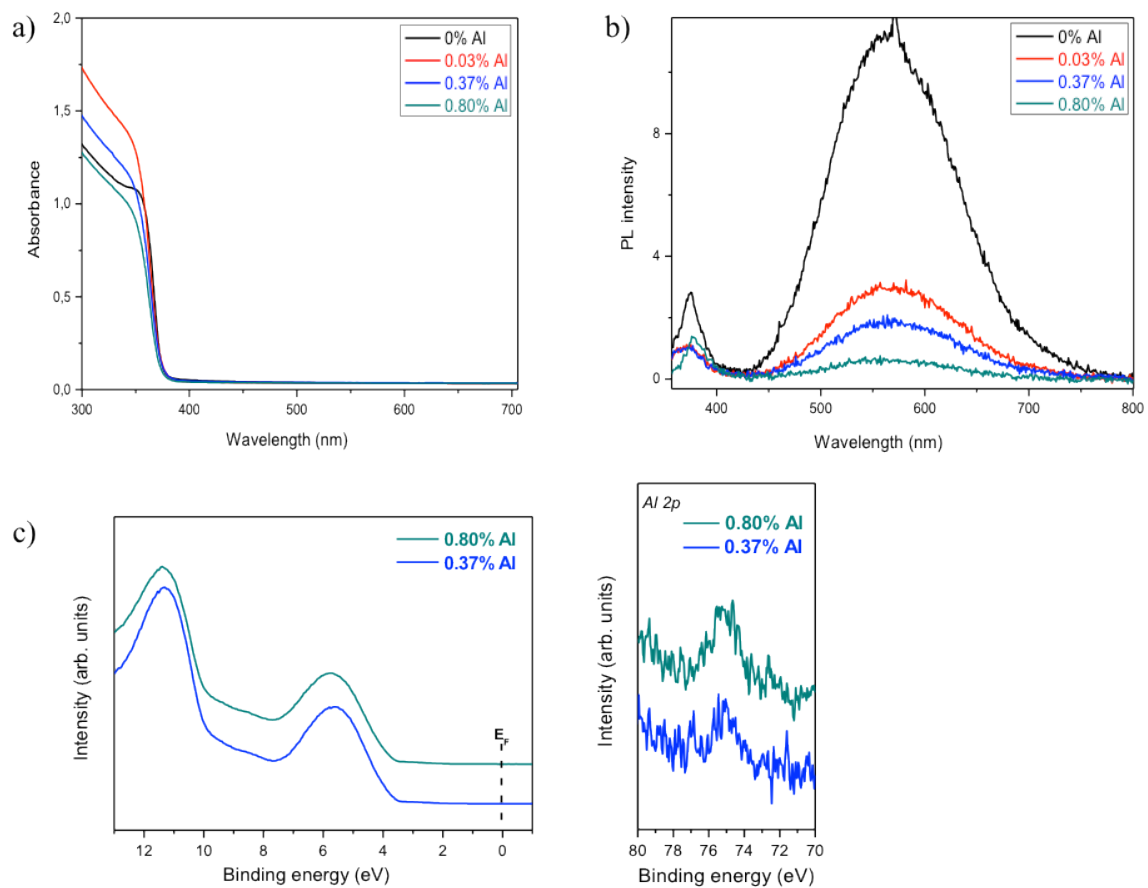 a)
2,0
1,5
1,0
0,5
0,0
Absorbance
0% Al
0.03% Al
0.37% Al
0.80% Al
300 400 500 600 700
Wavelength (nm)
b)
8
4
0
PL intensity
0% Al
0.03% Al
0.37% Al
0.80% Al
400 500 600 700 800
Wavelength (nm)
c)
Intensity (arb. units)
0.80% Al
0.37% Al
EF
12 10 8 6 4 2 0
Binding energy (eV)
Al 2p
0.80% Al
0.37% Al
Intensity (arb. units)
80 78 76 74 72 70
Binding energy (eV)